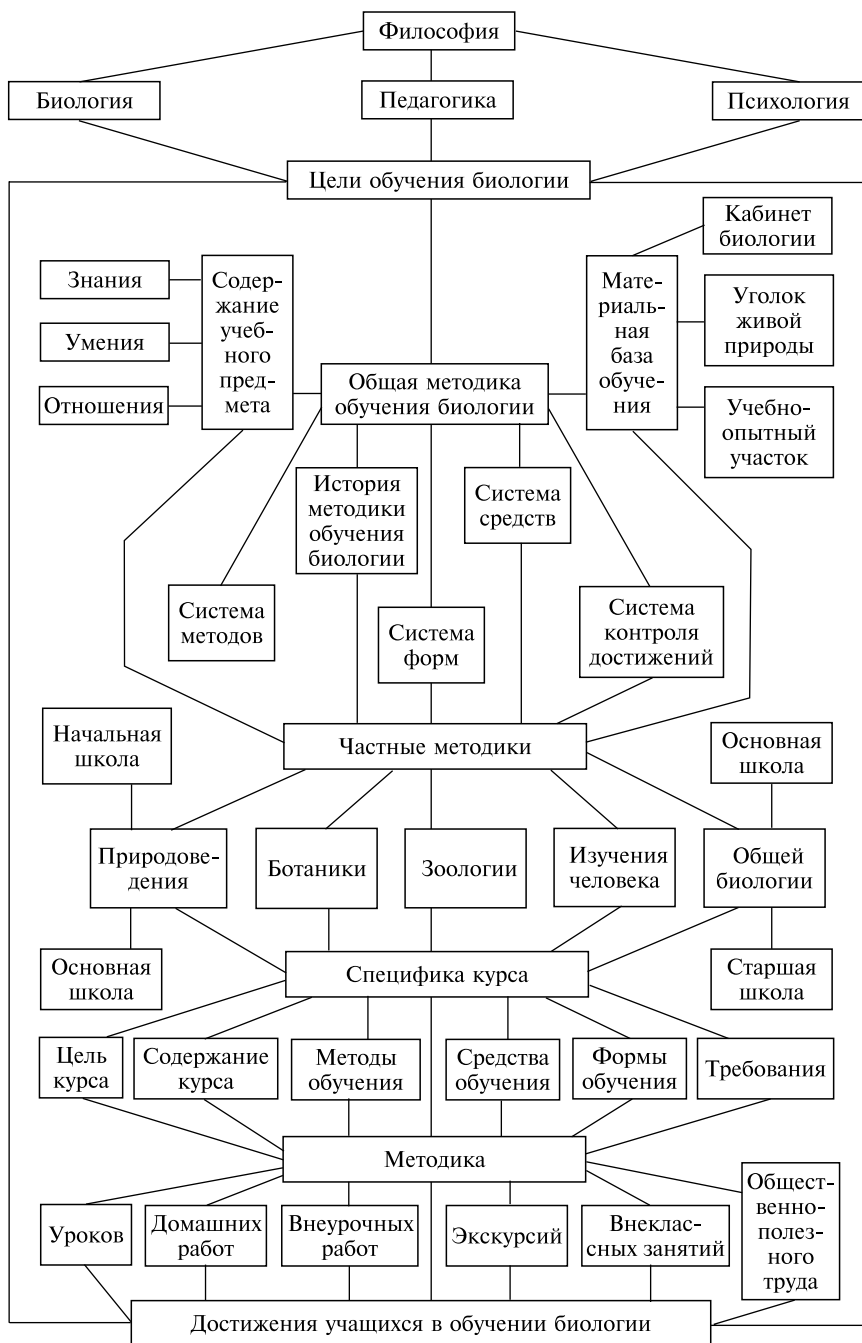 Философия
Биология
Педагогика
Психология
Цели обучения биологии
Кабинет
биологии
Знания
Содер-
жание
учеб-
ного
пред-
мета
Мате-
риаль-
ная
база
обуче-
ния
Уголок
живой
природы
Умения
Отношения
Общая методика
обучения биологии
Учебно-
опытный
участок
История
методики
обучения
биологии
Система
средств
Система
методов
Система
форм
Система
контроля
достижений
Начальная
школа
Частные методики
Основная
школа
Природове-
дения
Ботаники
Зоологии
Изучения
человека
Общей
биологии
Основная
школа
Специфика курса
Старшая
школа
Цель
курса
Содержание
курса
Методы
обучения
Средства
обучения
Формы
обучения
Требования
Методика
Уроков
Домашних
работ
Внеурочных
работ
Экскурсий
Внеклас-
сных занятий
Общест-
венно-
полез-
ного
труда
Достижения учащихся в обучении биологии